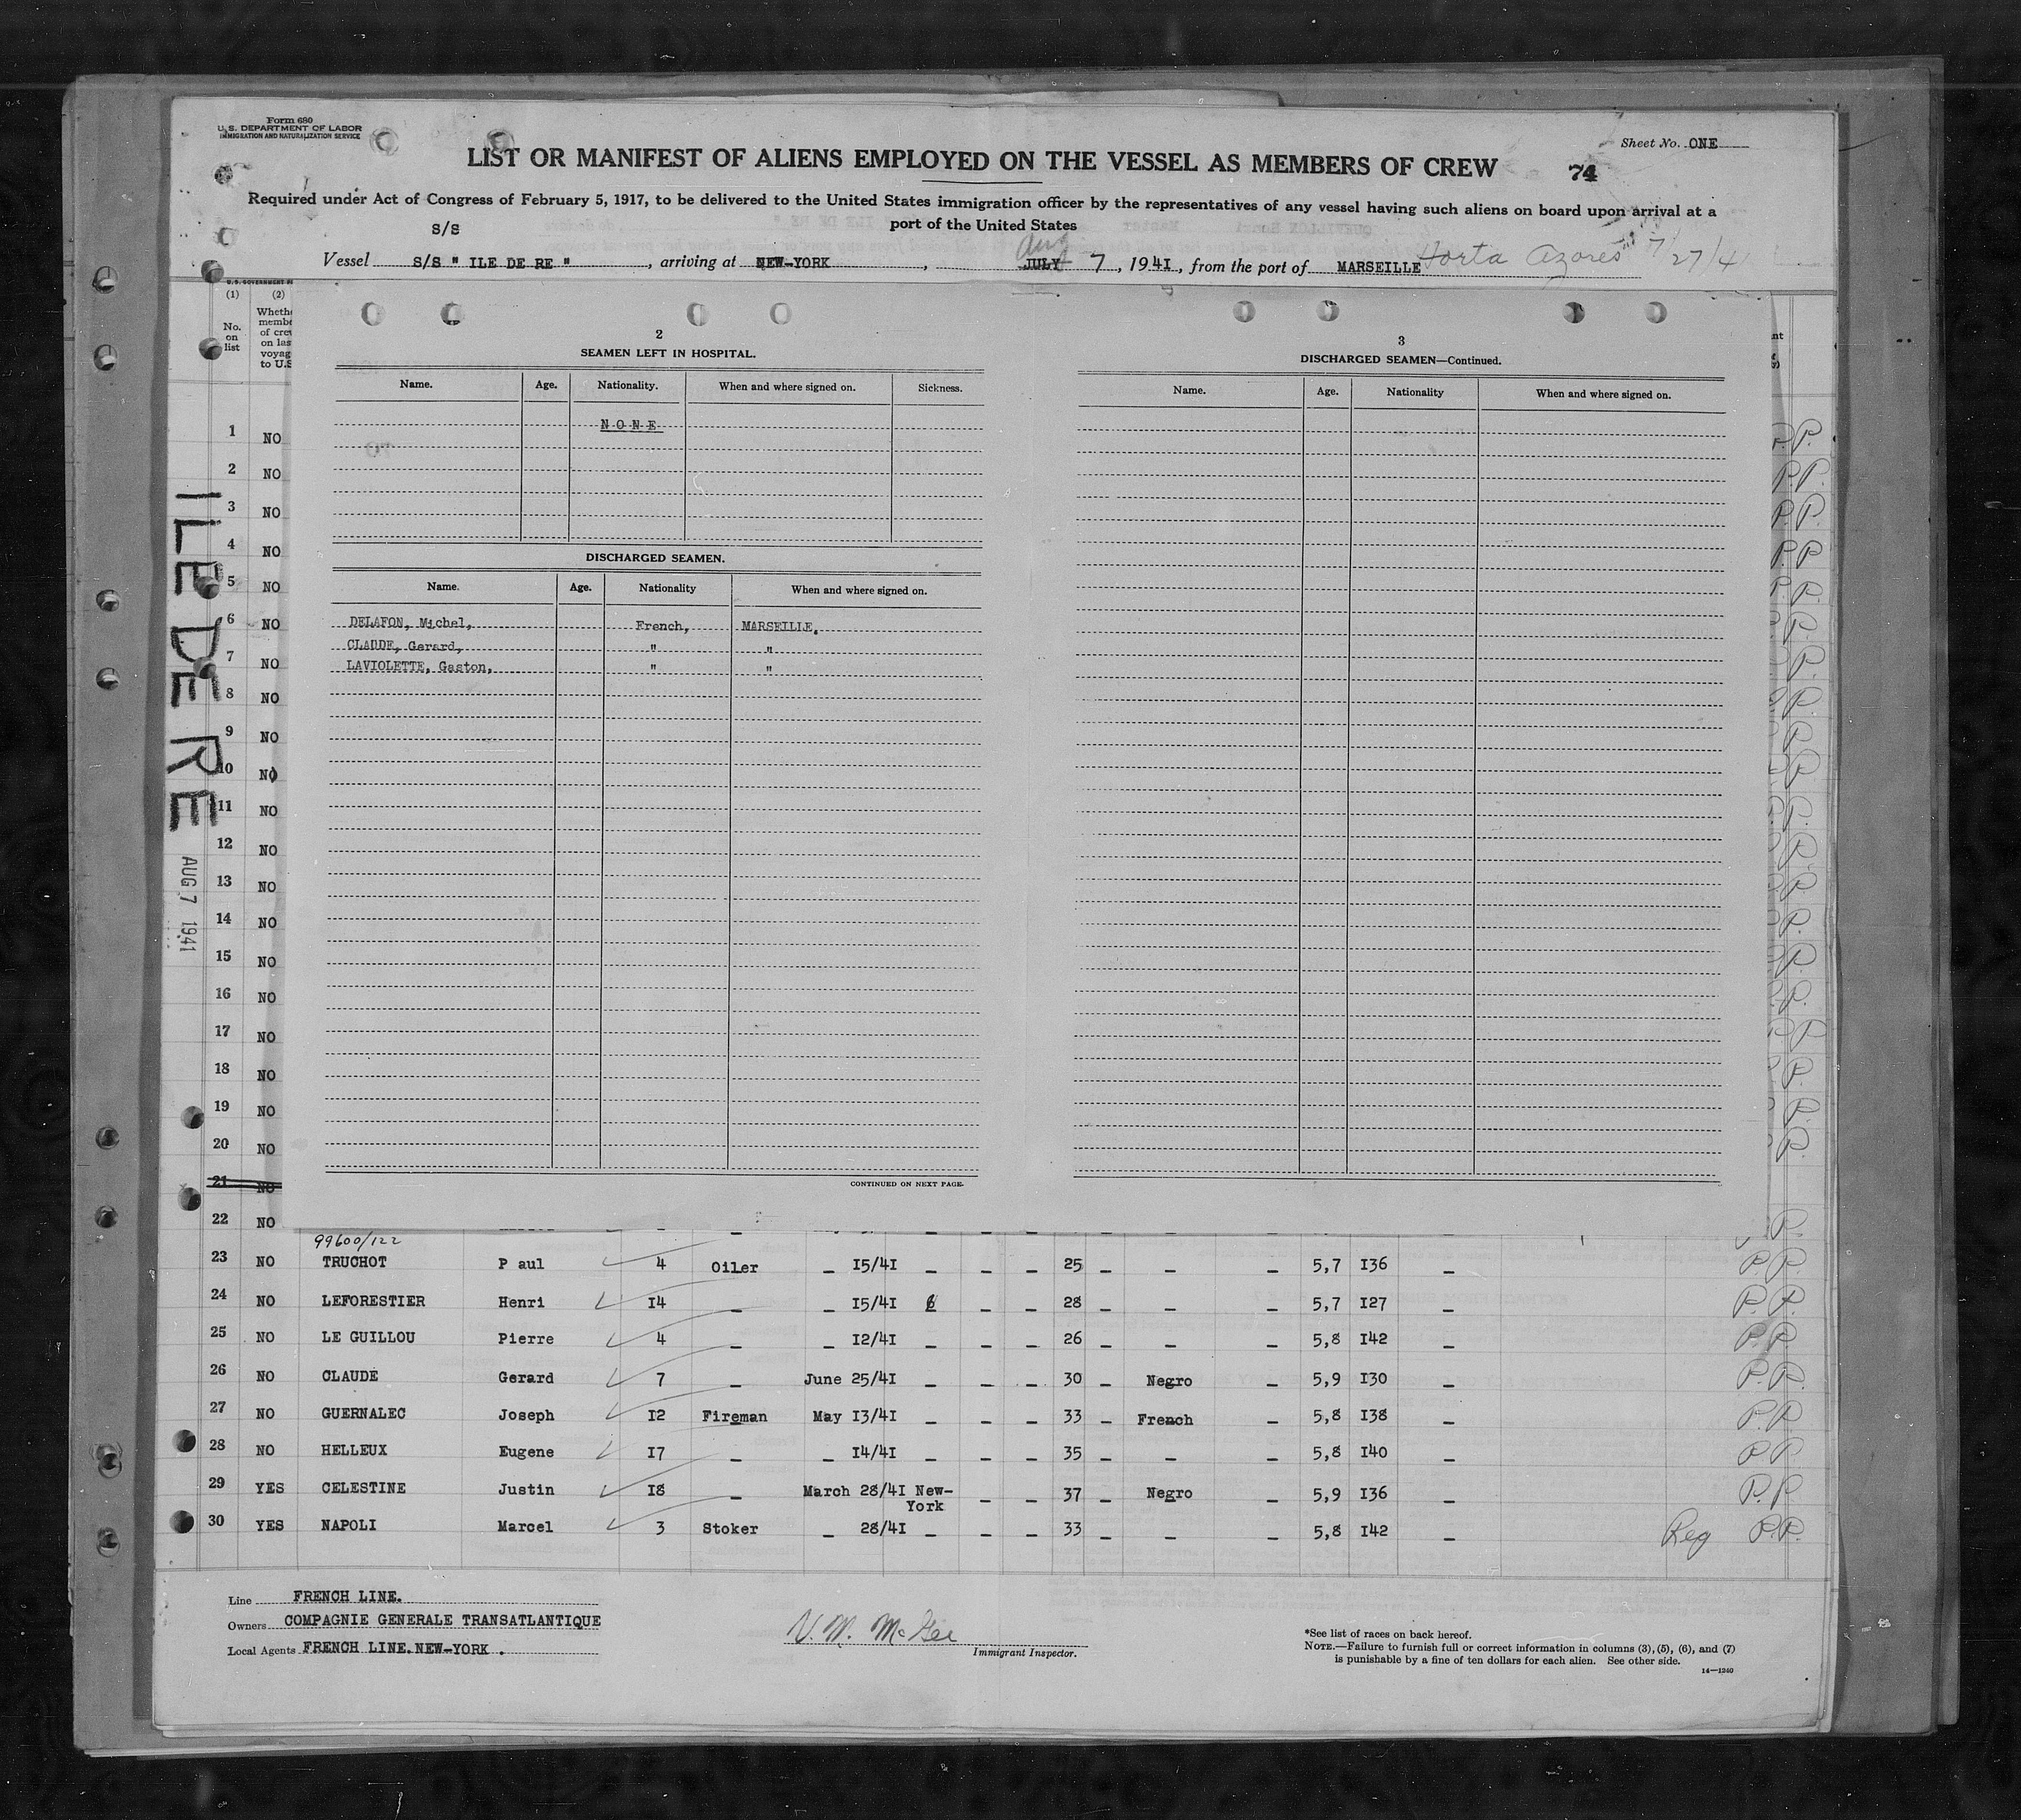 Form 680
U. S. DEPARTMENT OF LABOR
IMMIGRATION AND NATURALIZATION SERVICE
Sheet No. ONE
LIST OR MANIFEST OF ALIENS EMPLOYED ON THE VESSEL AS MEMBERS OF CREW
74
Required under Act of Congress of February 5, 1917, to be delivered to the United States immigration officer by the representatives of any vessel having such aliens on board upon arrival at a
port of the United States
S/S
Aug
Vessel S/S " ILE DE RE ", arriving at NEW-YORK, JULY 7, 1941, from the port of MARSEILLE Horta Azores 7/27/4
(1) (2)
No. on list
Wheth
memb
of cre
on las
voyag
to U.S
2
SEAMEN LEFT IN HOSPITAL.
Name. Age. Nationality. When and where signed on. Sickness.
NONE
DISCHARGED SEAMEN.
Name. Age. Nationality When and where signed on.
DELAFON, Michel, French, MARSEILLE.
CLAUDE, Gerard, " "
LAVIOLETTE, Gaston, " "
CONTINUED ON NEXT PAGE.
3
DISCHARGED SEAMEN—Continued.
Name. Age. Nationality When and where signed on.
ILE DE RE
AUG 7 1941
1 NO P.P.
2 NO P.P.
3 NO P.P.
4 NO P.P
5 NO P.P.
6 NO P.
7 NO P.
8 NO P.
9 NO P.
10 NO P.
11 NO P.
12 NO P.
13 NO P.
14 NO P.
15 NO P.
16 NO P.
17 NO P.
18 NO P.
19 NO P.
20 NO P.
21 NO
22 NO P.
99600/122
23 NO TRUCHOT P aul 4 Oiler - 15/41 - - - 25 - - - 5,7 136 - P.P.
24 NO LEFORESTIER Henri 14 - - 15/41 - - - 28 - - - 5,7 127 - P.P.
25 NO LE GUILLOU Pierre 4 - - 12/41 - - - 26 - - - 5,8 142 - P.P.
26 NO CLAUDE Gerard 7 - June 25/41 - - - 30 - Negro - 5,9 130 - P.P.
27 NO GUERNALEC Joseph 12 Fireman May 13/41 - - - 33 - French - 5,8 138 - P.P.
28 NO HELLEUX Eugene 17 - - 14/41 - - - 35 - - - 5,8 140 - P P
29 YES CELESTINE Justin 18 - March 28/41 New-York - - 37 - Negro - 5,9 136 - P.P.
30 YES NAPOLI Marcel 3 Stoker - 28/41 - - - 33 - - - 5,8 142 - Reg P.P.
Line FRENCH LINE.
Owners COMPAGNIE GENERALE TRANSATLANTIQUE
Local Agents FRENCH LINE. NEW-YORK .
V. M. McGee
Immigrant Inspector.
*See list of races on back hereof.
NOTE.—Failure to furnish full or correct information in columns (3), (5), (6), and (7)
is punishable by a fine of ten dollars for each alien. See other side.
14—1240